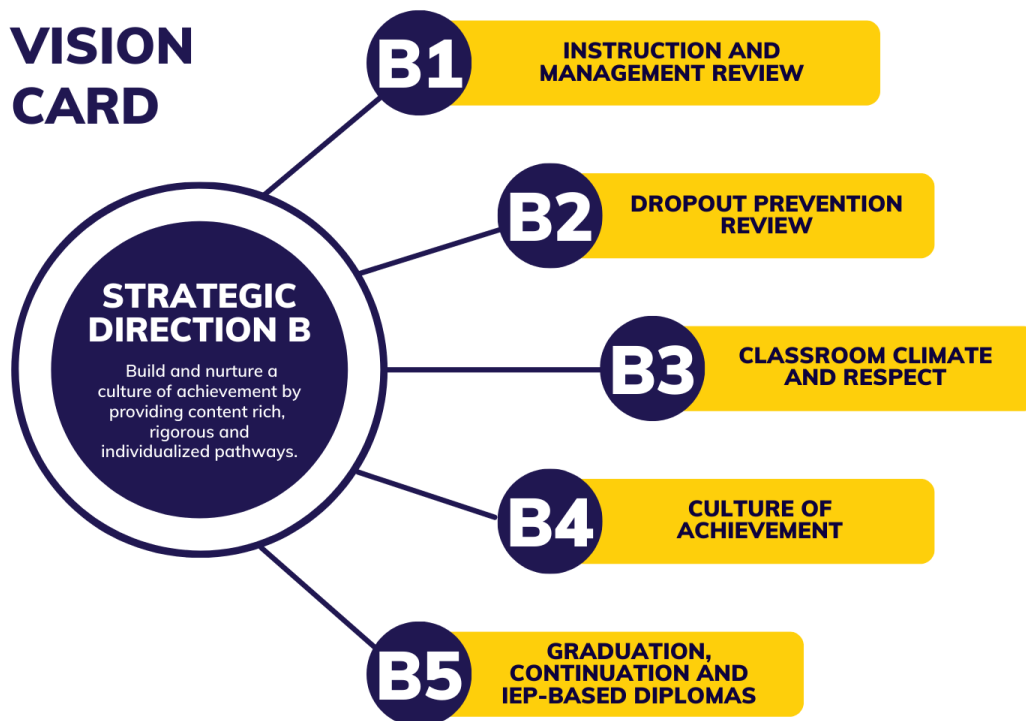 VISION
CARD
B1
INSTRUCTION AND
MANAGEMENT REVIEW
B2
DROPOUT PREVENTION
REVIEW
STRATEGIC
DIRECTION B
Build and nurture a
culture of achievement by
providing content rich,
rigorous and
individualized pathways.
B3
CLASSROOM CLIMATE
AND RESPECT
B4
CULTURE OF
ACHIEVEMENT
B5
GRADUATION,
CONTINUATION AND
IEP-BASED DIPLOMAS